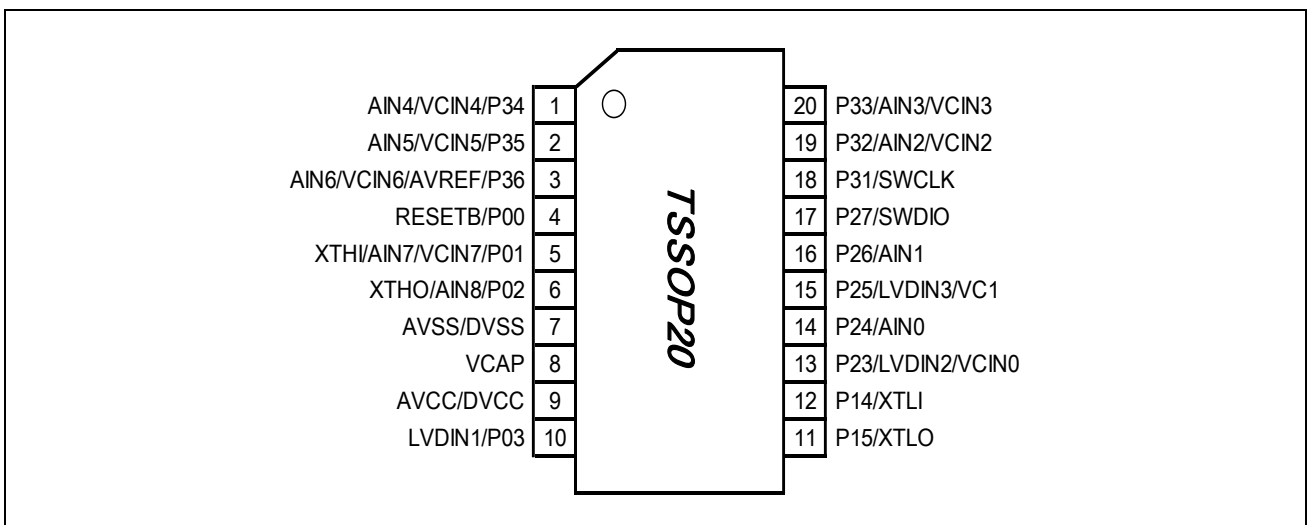 AIN4/VCIN4/P34 1
AIN5/VCIN5/P35 2
AIN6/VCIN6/AVREF/P36 3
RESETB/P00 4
XTHI/AIN7/VCIN7/P01 5
XTHO/AIN8/P02 6
AVSS/DVSS 7
VCAP 8
AVCC/DVCC 9
LVDIN1/P03 10
TSSOP20
20 P33/AIN3/VCIN3
19 P32/AIN2/VCIN2
18 P31/SWCLK
17 P27/SWDIO
16 P26/AIN1
15 P25/LVDIN3/VC1
14 P24/AIN0
13 P23/LVDIN2/VCIN0
12 P14/XTLI
11 P15/XTLO